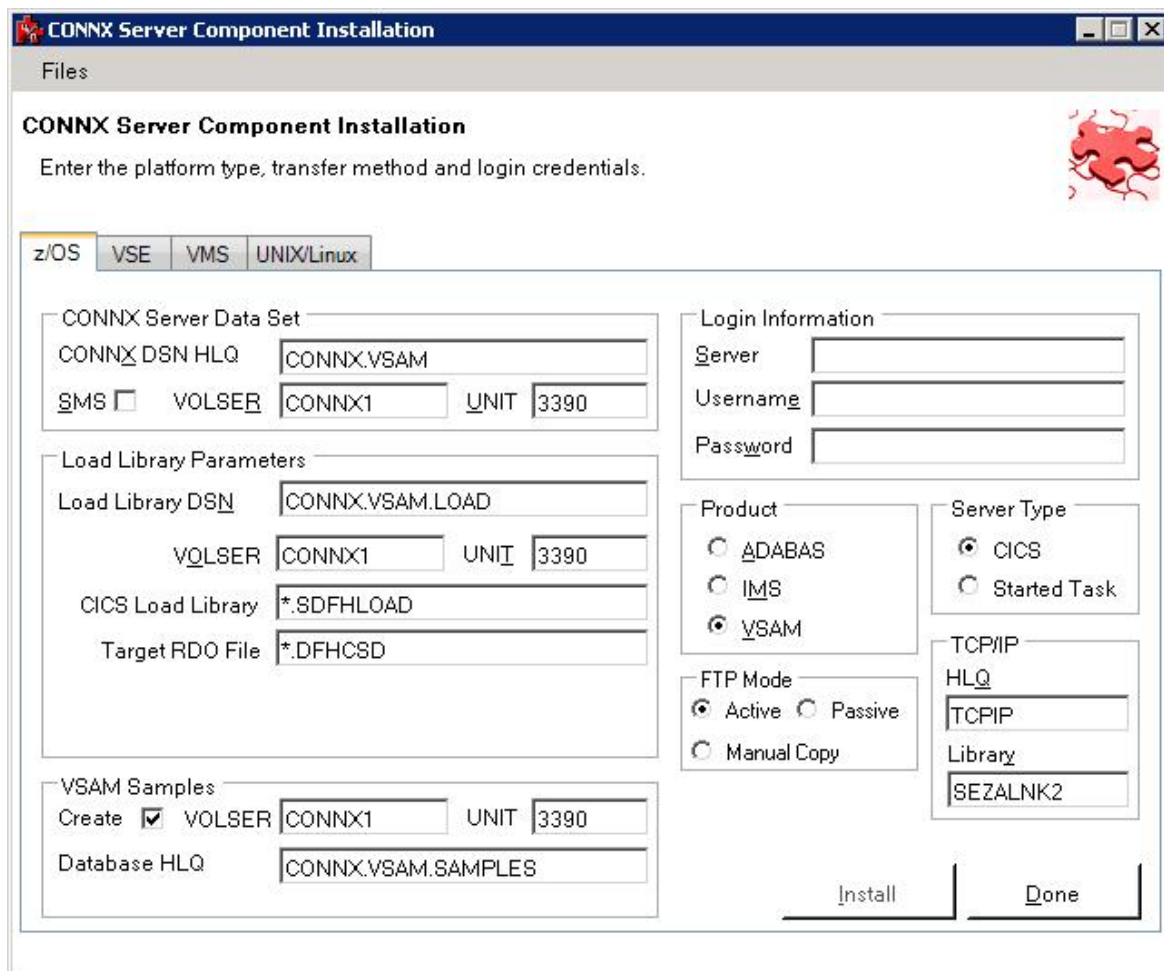 CONNX Server Component Installation
Files
CONNX Server Component Installation
Enter the platform type, transfer method and login credentials.
z/OS VSE VMS UNIX/Linux
CONNX Server Data Set
CONNX DSN HLQ CONNX.VSAM
SMS VOLSER CONNX1 UNIT 3390
Load Library Parameters
Load Library DSN CONNX.VSAM.LOAD
VOLSER CONNX1 UNIT 3390
CICS Load Library *.SDFHLOAD
Target RDO File *.DFHCSD
VSAM Samples
Create VOLSER CONNX1 UNIT 3390
Database HLQ CONNX.VSAM.SAMPLES
Login Information
Server
Username
Password
Product
ADABAS
IMS
VSAM
Server Type
CICS
Started Task
FTP Mode
Active Passive
Manual Copy
TCP/IP
HLQ
TCPIP
Library
SEZALNK2
Install Done